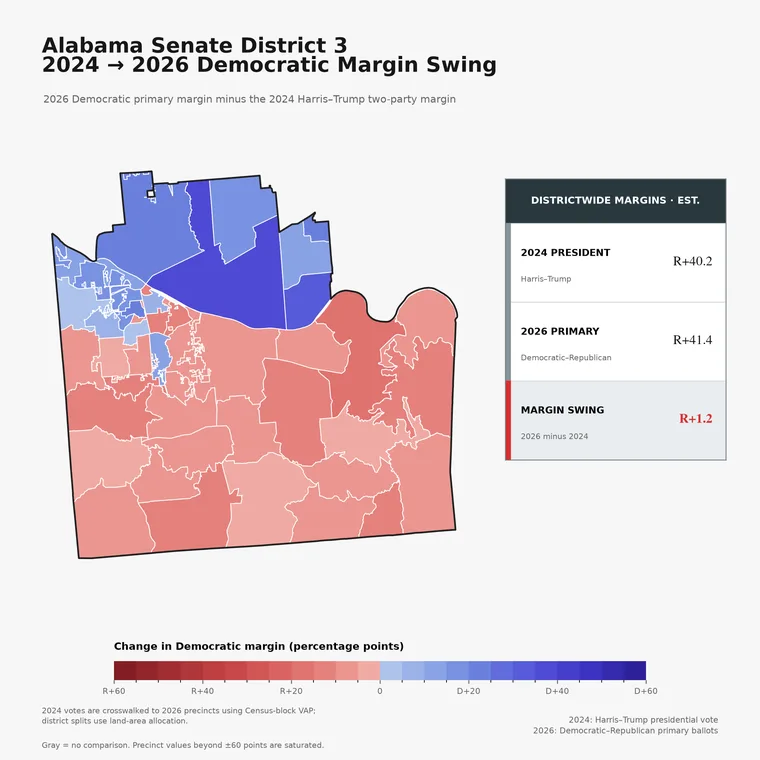 Alabama Senate District 3
2024 → 2026 Democratic Margin Swing
2026 Democratic primary margin minus the 2024 Harris–Trump two-party margin
DISTRICTWIDE MARGINS · EST.
2024 PRESIDENT
R+40.2
Harris–Trump
2026 PRIMARY
R+41.4
Democratic–Republican
MARGIN SWING
R+1.2
2026 minus 2024
Change in Democratic margin (percentage points)
R+60 R+40 R+20 0 D+20 D+40 D+60
2024 votes are crosswalked to 2026 precincts using Census-block VAP;
district splits use land-area allocation.
Gray = no comparison. Precinct values beyond ±60 points are saturated.
2024: Harris–Trump presidential vote
2026: Democratic–Republican primary ballots